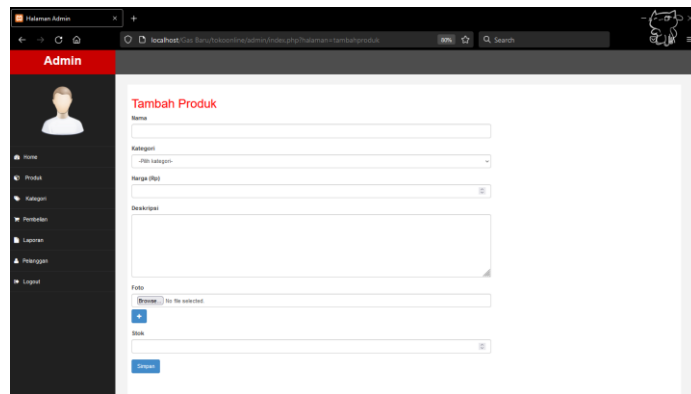 Halaman Admin
localhost/Gas Baru/tokoonline/admin/index.php?halaman=tambahproduk
80%
Search
Admin
Home
Produk
Kategori
Pembelian
Laporan
Pelanggan
Logout
Tambah Produk
Nama
Kategori
-Pilih kategori-
Harga (Rp)
Deskripsi
Foto
Browse... No file selected.
+
Stok
Simpan